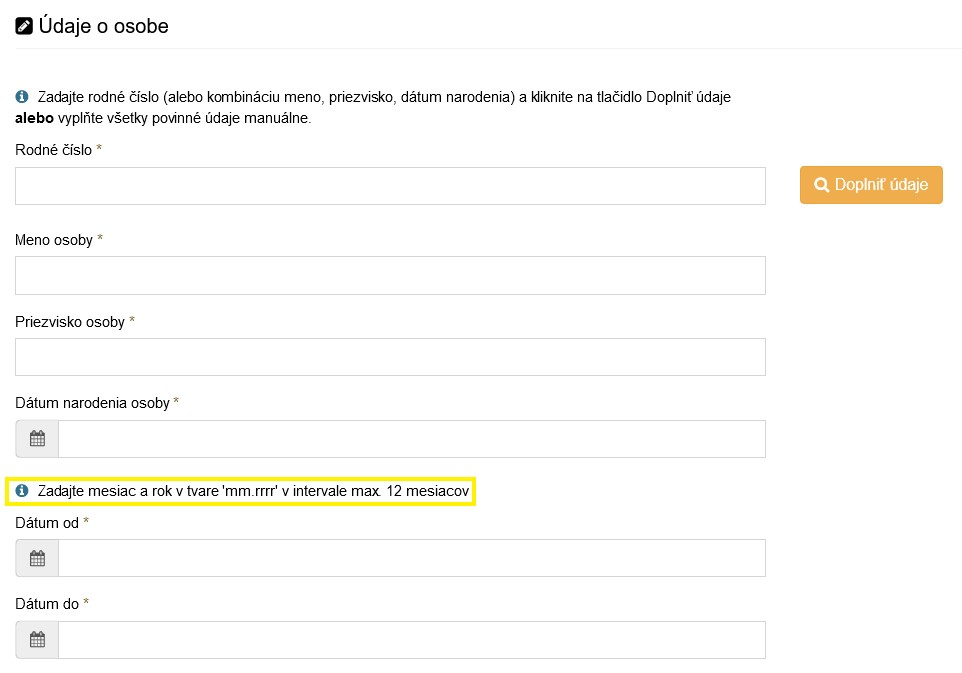 Údaje o osobe
Zadajte rodné číslo (alebo kombináciu meno, priezvisko, dátum narodenia) a kliknite na tlačidlo Doplniť údaje
alebo vyplňte všetky povinné údaje manuálne.
Rodné číslo *
Doplniť údaje
Meno osoby *
Priezvisko osoby *
Dátum narodenia osoby *
Zadajte mesiac a rok v tvare 'mm.rrrr' v intervale max. 12 mesiacov
Dátum od *
Dátum do *